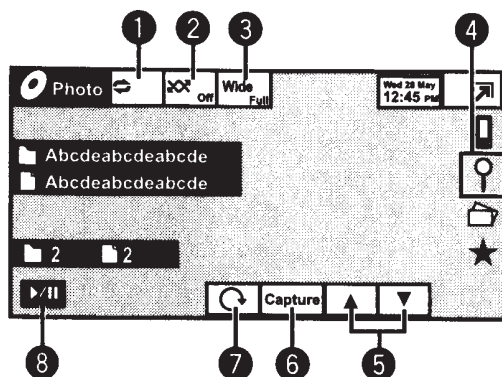 1 2 3 4
Photo Off Wide Full Wed 28 May 12:45 PM
Abcdeabcdeabcde
Abcdeabcdeabcde
2 2
Capture
8 7 6 5